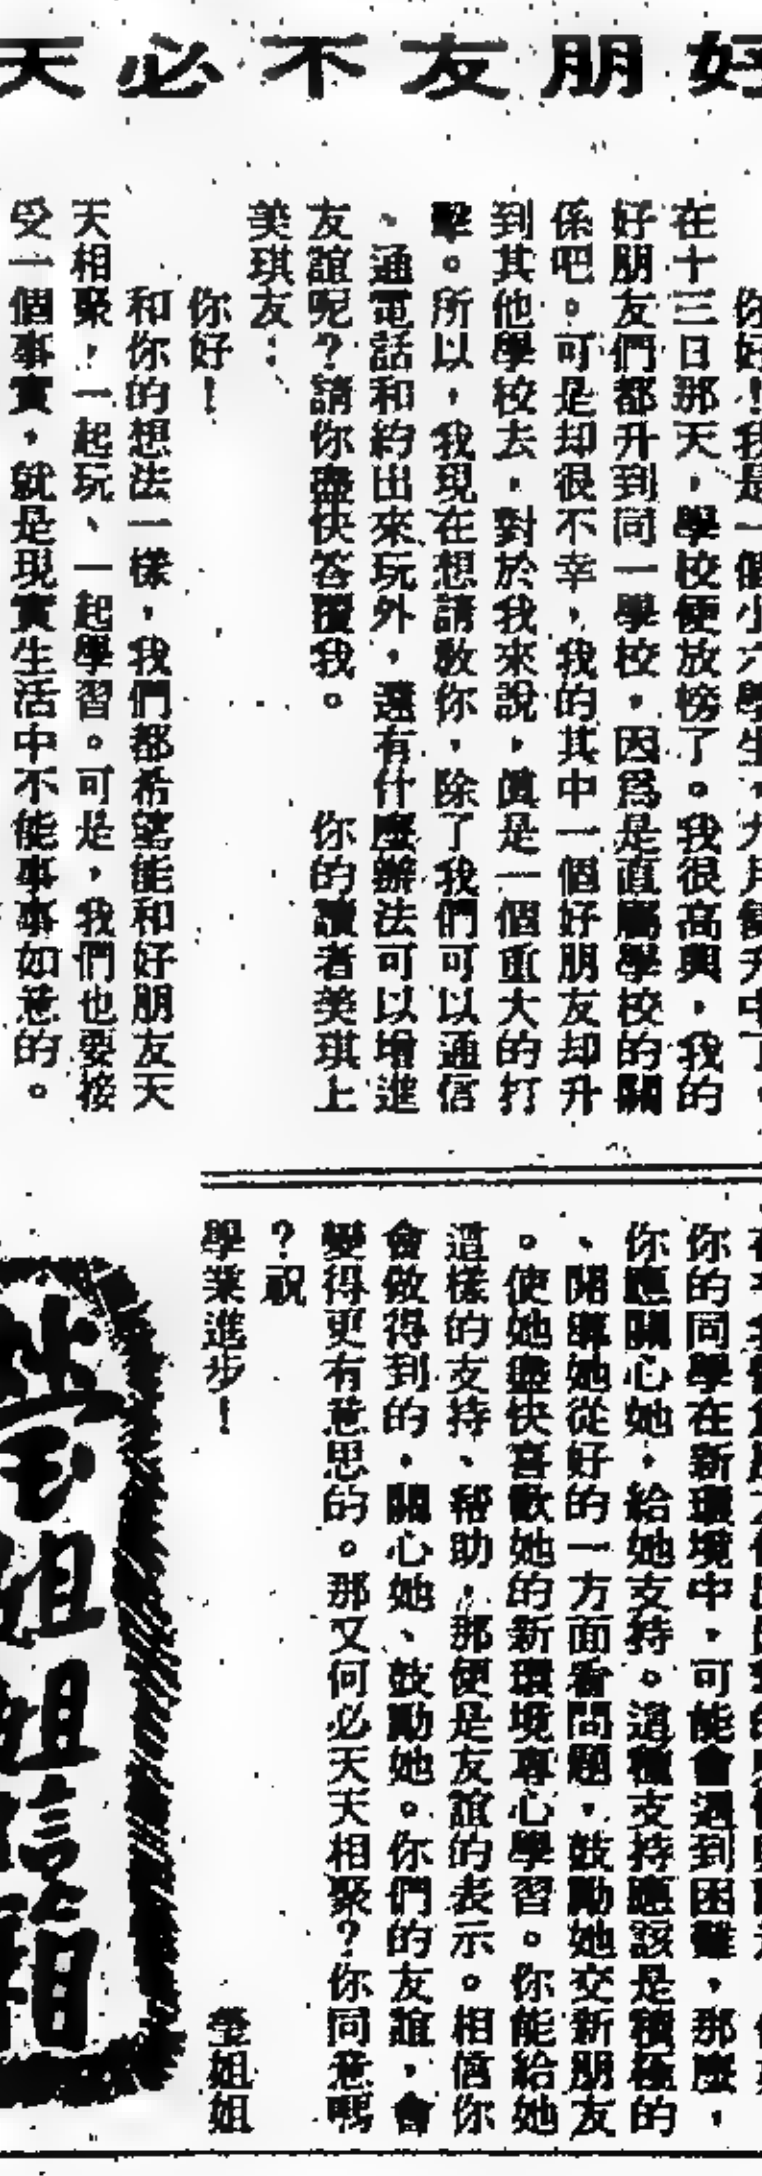 好朋友不必天
你好！我是一個小六學生，九月便升中了。
在十三日那天，學校便放榜了。我很高興，我的
好朋友們都升到同一學校，因爲是直屬學校的關
係吧。可是却很不幸，我的其中一個好朋友却升
到其他學校去，對於我來說，眞是一個重大的打
擊。所以，我現在想請敎你，除了我們可以通信
、通電話和約出來玩外，還有什麼辦法可以增進
友誼呢？請你盡快答覆我。
你的讀者美琪上
美琪友：
你好！
和你的想法一樣，我們都希望能和好朋友天
天相聚，一起玩、一起學習。可是，我們也要接
受一個事實，就是現實生活中不能事事如意的。
你的同學在新環境中，可能會遇到困難，那麼，
你應關心她，給她支持。這種支持應該是積極的
、開導她從好的一方面看問題，鼓勵她交新朋友
。使她盡快喜歡她的新環境專心學習。你能給她
這樣的支持、幫助，那便是友誼的表示。相信你
會做得到的，關心她、鼓勵她。你們的友誼，會
變得更有意思的。那又何必天天相聚？你同意嗎
？祝
學業進步！
瑩姐姐
瑩姐姐信箱